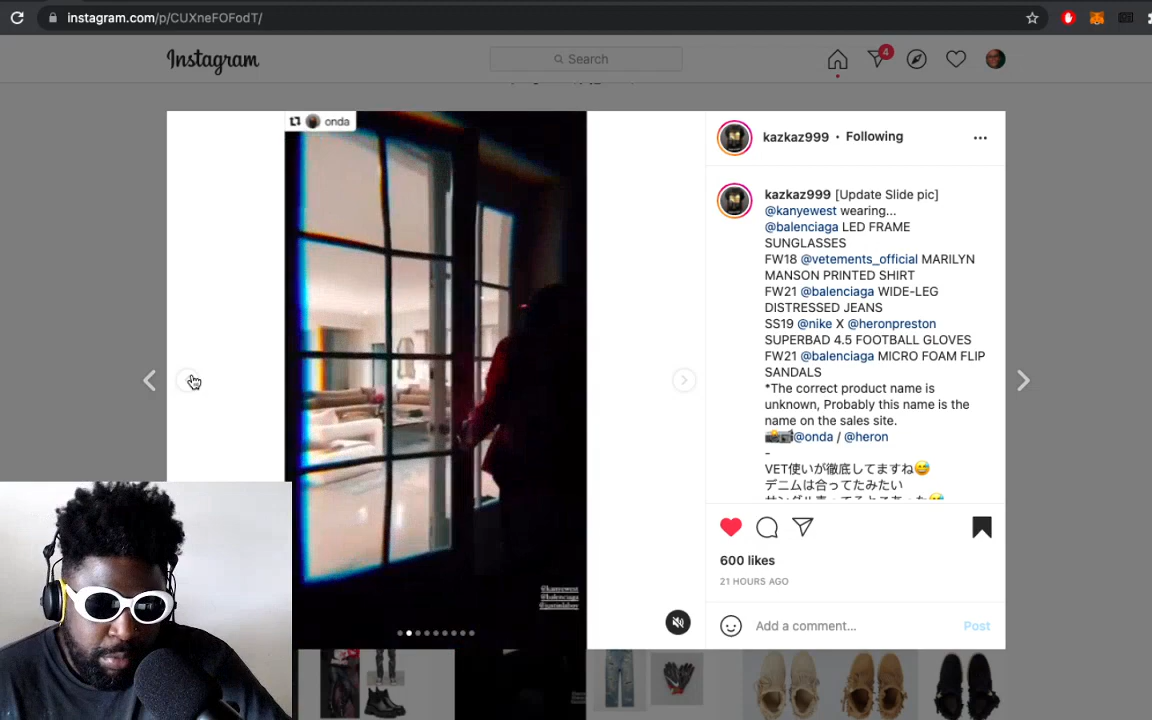 instagram.com/p/CUXneFOFodT/
Instagram
Search
4
onda
kazkaz999 • Following
kazkaz999 [Update Slide pic]
@kanyewest wearing...
@balenciaga LED FRAME
SUNGLASSES
FW18 @vetements_official MARILYN
MANSON PRINTED SHIRT
FW21 @balenciaga WIDE-LEG
DISTRESSED JEANS
SS19 @nike X @heronpreston
SUPERBAD 4.5 FOOTBALL GLOVES
FW21 @balenciaga MICRO FOAM FLIP
SANDALS
*The correct product name is
unknown, Probably this name is the
name on the sales site.
📸@onda / @heron
-
VET使いが徹底してますね😅
デニムは合ってたみたい
@kanyewest
@balenciaga
600 likes
21 HOURS AGO
Add a comment... Post